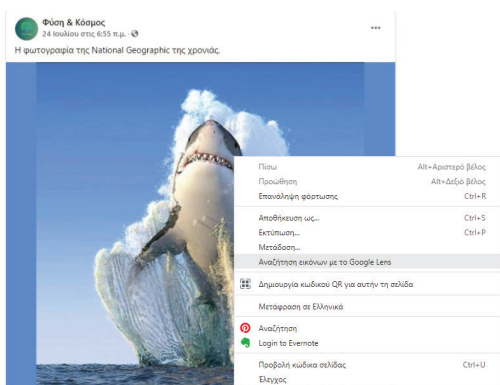 Φύση & Κόσμος
24 Ιουλίου στις 6:55 π.μ. ·
Η φωτογραφία της National Geographic της χρονιάς.
Πίσω Alt+Αριστερό βέλος
Προώθηση Alt+Δεξιό βέλος
Επανάληψη φόρτωσης Ctrl+R
Αποθήκευση ως... Ctrl+S
Εκτύπωση... Ctrl+P
Μετάδοση...
Αναζήτηση εικόνων με το Google Lens
Δημιουργία κωδικού QR για αυτήν τη σελίδα
Μετάφραση σε Ελληνικά
Αναζήτηση
Login to Evernote
Προβολή κώδικα σελίδας Ctrl+U
Έλεγχος